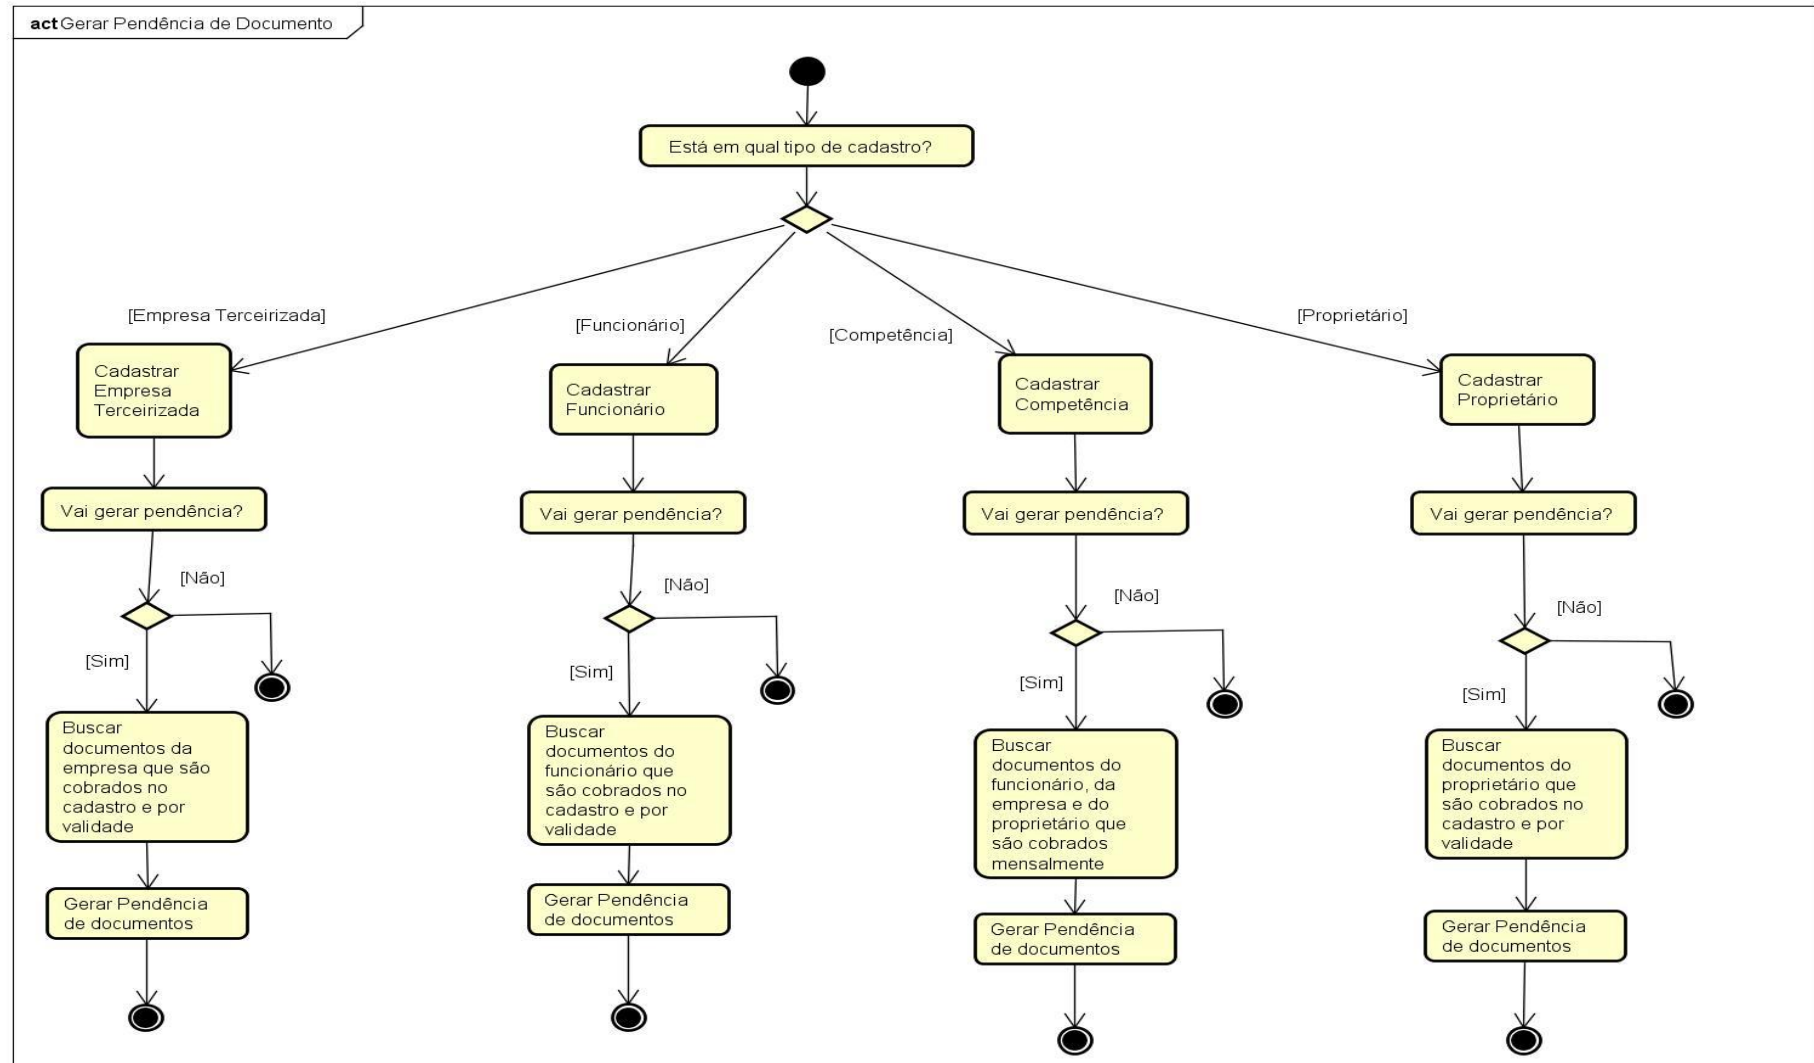 act Gerar Pendência de Documento
Está em qual tipo de cadastro?
[Empresa Terceirizada]
[Funcionário]
[Competência]
[Proprietário]
Cadastrar
Empresa
Terceirizada
Cadastrar
Funcionário
Cadastrar
Competência
Cadastrar
Proprietário
Vai gerar pendência?
Vai gerar pendência?
Vai gerar pendência?
Vai gerar pendência?
[Não]
[Não]
[Não]
[Não]
[Sim]
[Sim]
[Sim]
[Sim]
Buscar
documentos da
empresa que são
cobrados no
cadastro e por
validade
Buscar
documentos do
funcionário que
são cobrados no
cadastro e por
validade
Buscar
documentos do
funcionário, da
empresa e do
proprietário que
são cobrados
mensalmente
Buscar
documentos do
proprietário que
são cobrados no
cadastro e por
validade
Gerar Pendência
de documentos
Gerar Pendência
de documentos
Gerar Pendência
de documentos
Gerar Pendência
de documentos